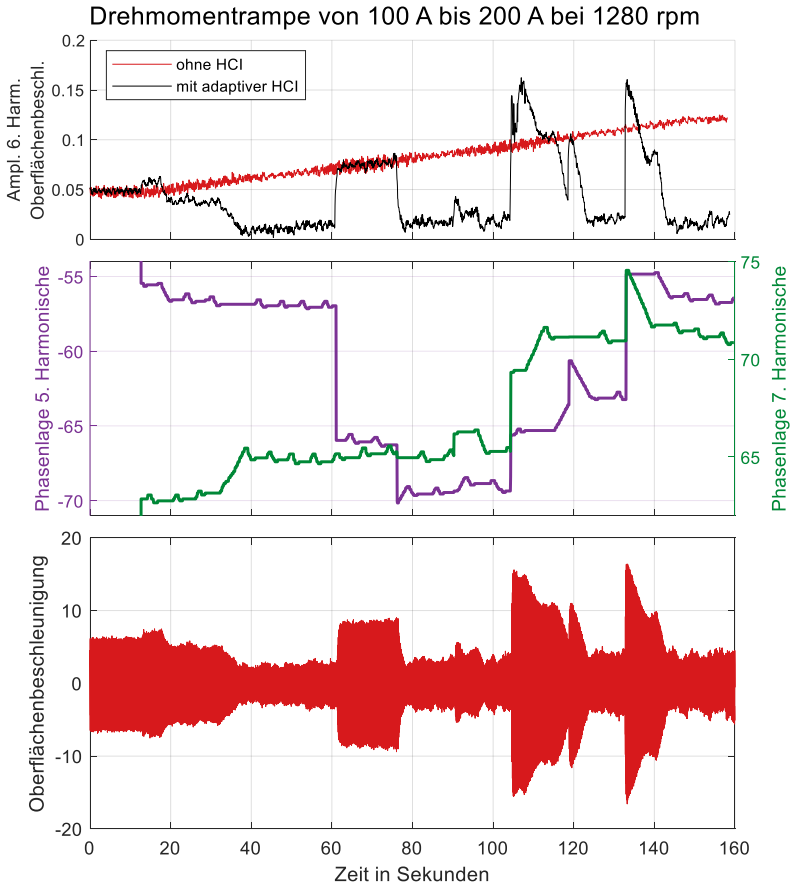 Drehmomentrampe von 100 A bis 200 A bei 1280 rpm
Ampl. 6. Harm.
Oberflächenbeschl.
0.2
0.15
0.1
0.05
0
ohne HCI
mit adaptiver HCI
Phasenlage 5. Harmonische
-55
-60
-65
-70
75
70
65
Phasenlage 7. Harmonische
Oberflächenbeschleunigung
20
10
0
-10
-20
0 20 40 60 80 100 120 140 160
Zeit in Sekunden